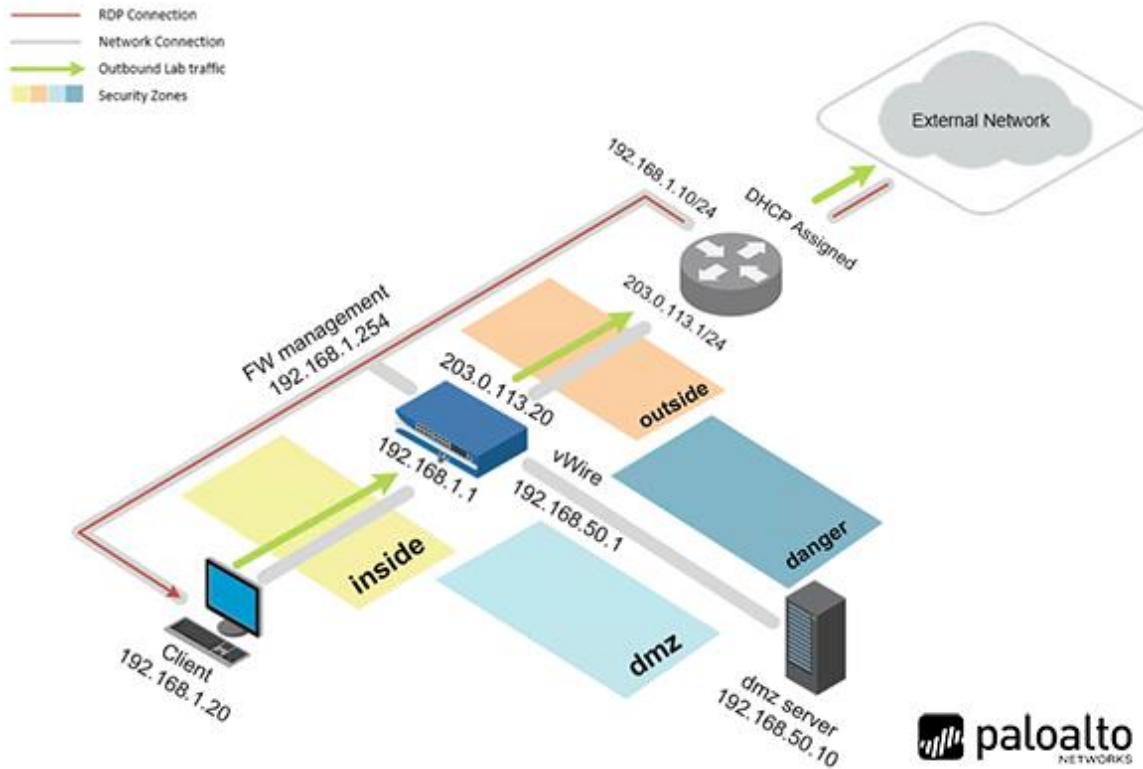 RDP Connection
Network Connection
Outbound Lab traffic
Security Zones
External Network
192.168.1.10/24
DHCP Assigned
203.0.113.1/24
FW management
192.168.1.254
203.0.113.20
outside
192.168.1.1
vWire
192.168.50.1
danger
inside
dmz
Client
192.168.1.20
dmz server
192.168.50.10
paloalto
NETWORKS